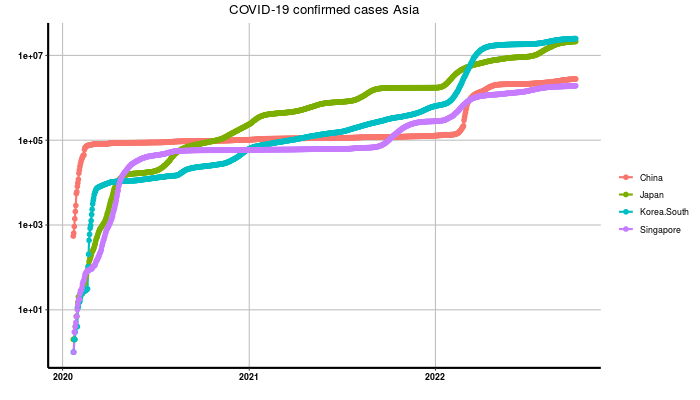 COVID-19 confirmed cases Asia
1e+07
1e+05
1e+03
1e+01
2020 2021 2022
China
Japan
Korea.South
Singapore